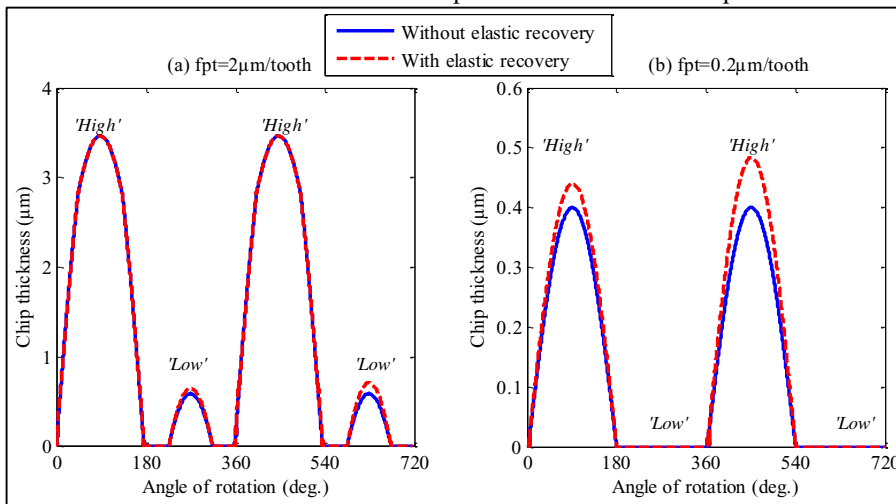 Without elastic recovery
With elastic recovery
(a) fpt=2µm/tooth
(b) fpt=0.2µm/tooth
Chip thickness (µm)
4
3
2
1
0
'High'
'Low'
'High'
'Low'
0 180 360 540 720
Angle of rotation (deg.)
Chip thickness (µm)
0.6
0.5
0.4
0.3
0.2
0.1
0
'High'
'Low'
'High'
'Low'
0 180 360 540 720
Angle of rotation (deg.)